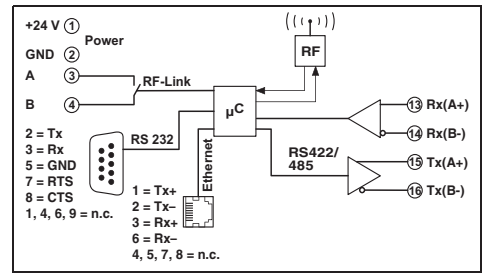 +24 V 1
Power
GND 2
A 3
RF-Link
B 4
((( ))) 
RF
µC
13 Rx(A+)
14 Rx(B-)
RS422/
485
15 Tx(A+)
16 Tx(B-)
2 = Tx
3 = Rx
5 = GND
7 = RTS
8 = CTS
1, 4, 6, 9 = n.c.
RS 232
Ethernet
1 = Tx+
2 = Tx–
3 = Rx+
6 = Rx–
4, 5, 7, 8 = n.c.